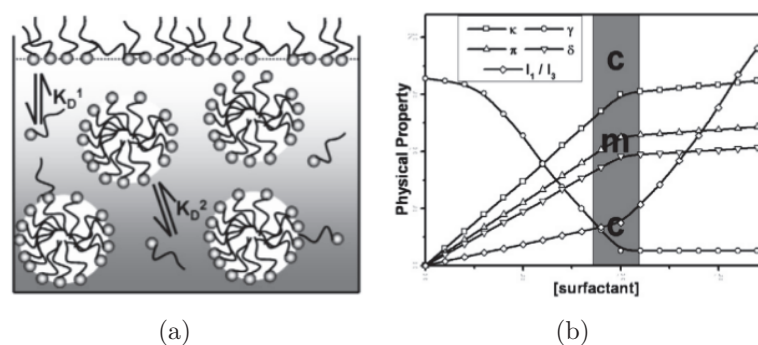 K_D^1
K_D^2
(a)
κ γ
π δ
I_1 / I_3
c
m
c
Physical Property
[surfactant]
(b)